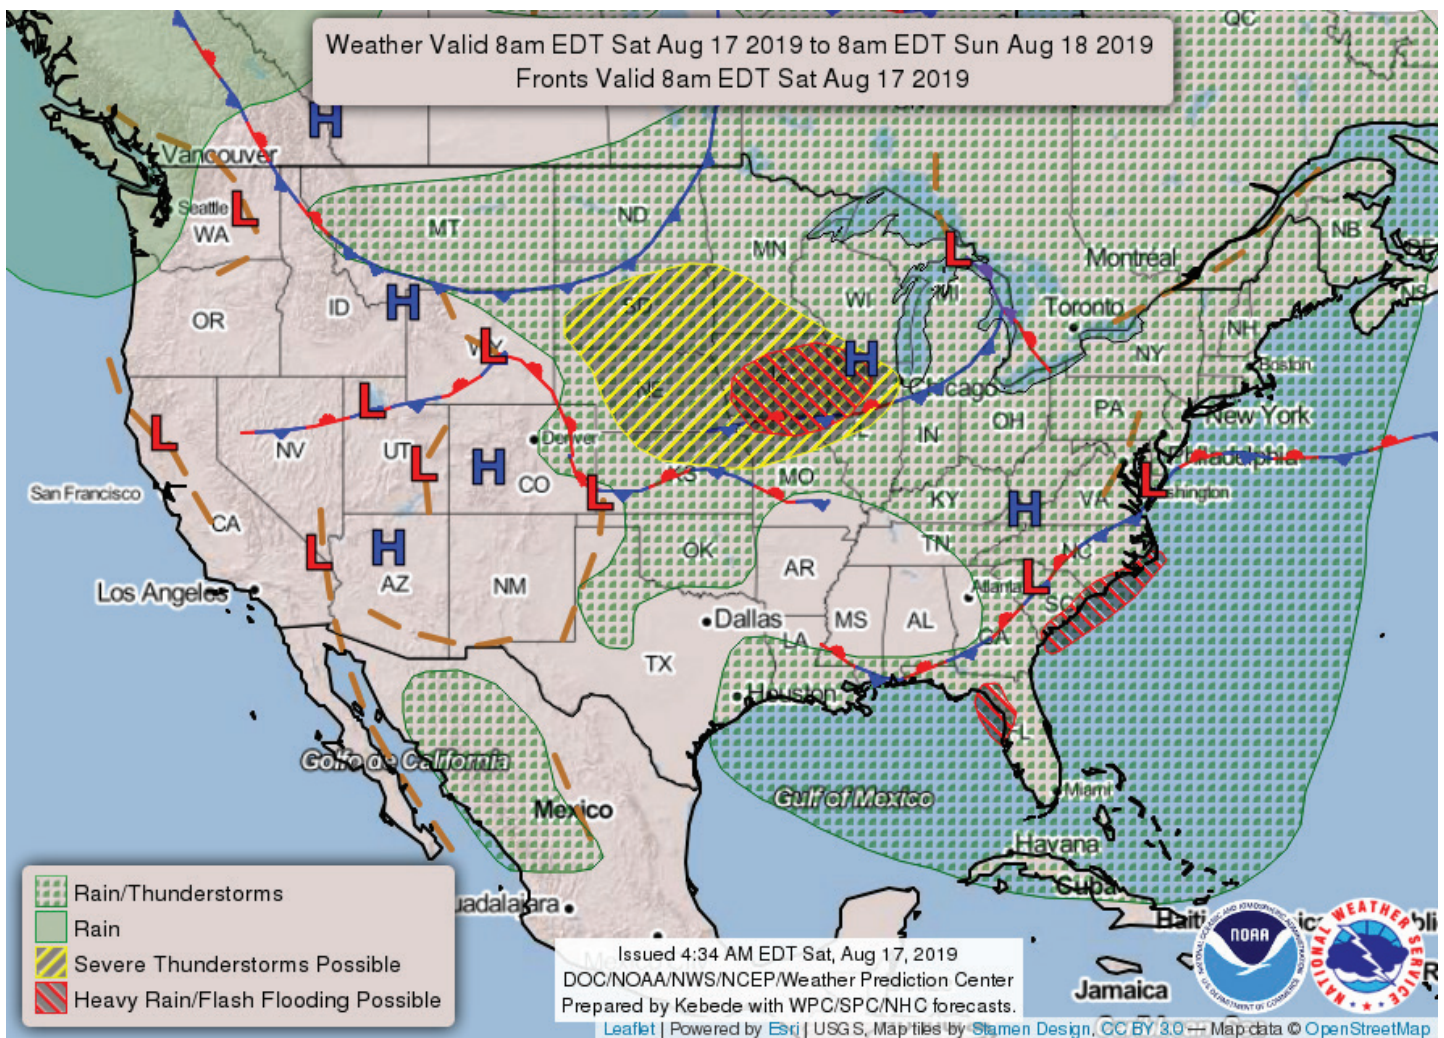 Weather Valid 8am EDT Sat Aug 17 2019 to 8am EDT Sun Aug 18 2019
Fronts Valid 8am EDT Sat Aug 17 2019
QC
H
Vancouver
Seattle
L
WA
MT
ND
MN
L
Montréal
NB
NS
OR
ID
H
SD
WI
MI
Toronto
NH
L
WY
H
NY
Boston
NE
Chicago
PA
New York
L
L
NV
UT
L
H
CO
Denver
IN
OH
Philadelphia
San Francisco
CA
L
KS
MO
KY
H
VA
L
shington
L
H
AZ
NM
OK
AR
TN
NC
Los Angeles
Atlanta
L
SC
Dallas
LA
MS
AL
GA
TX
Houston
FL
Golfo de California
Mexico
Gulf of Mexico
Miami
Havana
Cuba
Haiti
Jamaica
uadalajara
Rain/Thunderstorms
Rain
Severe Thunderstorms Possible
Heavy Rain/Flash Flooding Possible
Issued 4:34 AM EDT Sat, Aug 17, 2019
DOC/NOAA/NWS/NCEP/Weather Prediction Center
Prepared by Kebede with WPC/SPC/NHC forecasts.
NOAA
NATIONAL WEATHER SERVICE
Leaflet | Powered by Esri | USGS, Map tiles by Stamen Design, CC BY 3.0 — Map data © OpenStreetMap